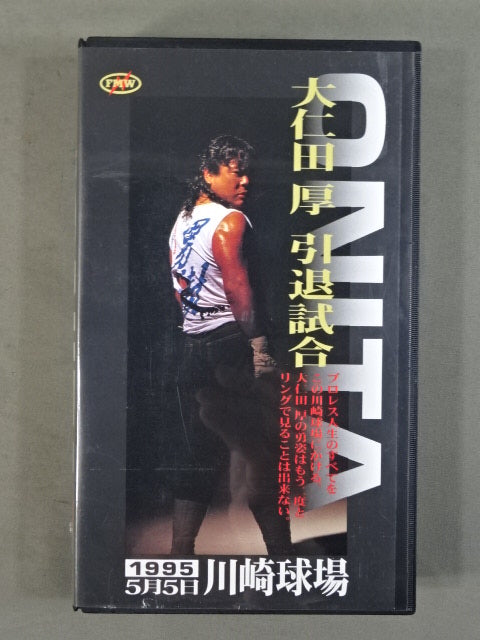 FMW
ONITA
大仁田 厚 引退試合
プロレス人生のすべてを
この川崎球場にかける。
大仁田 厚の勇姿はもう二度と
リングで見ることは出来ない。
1995
5月5日
川崎球場